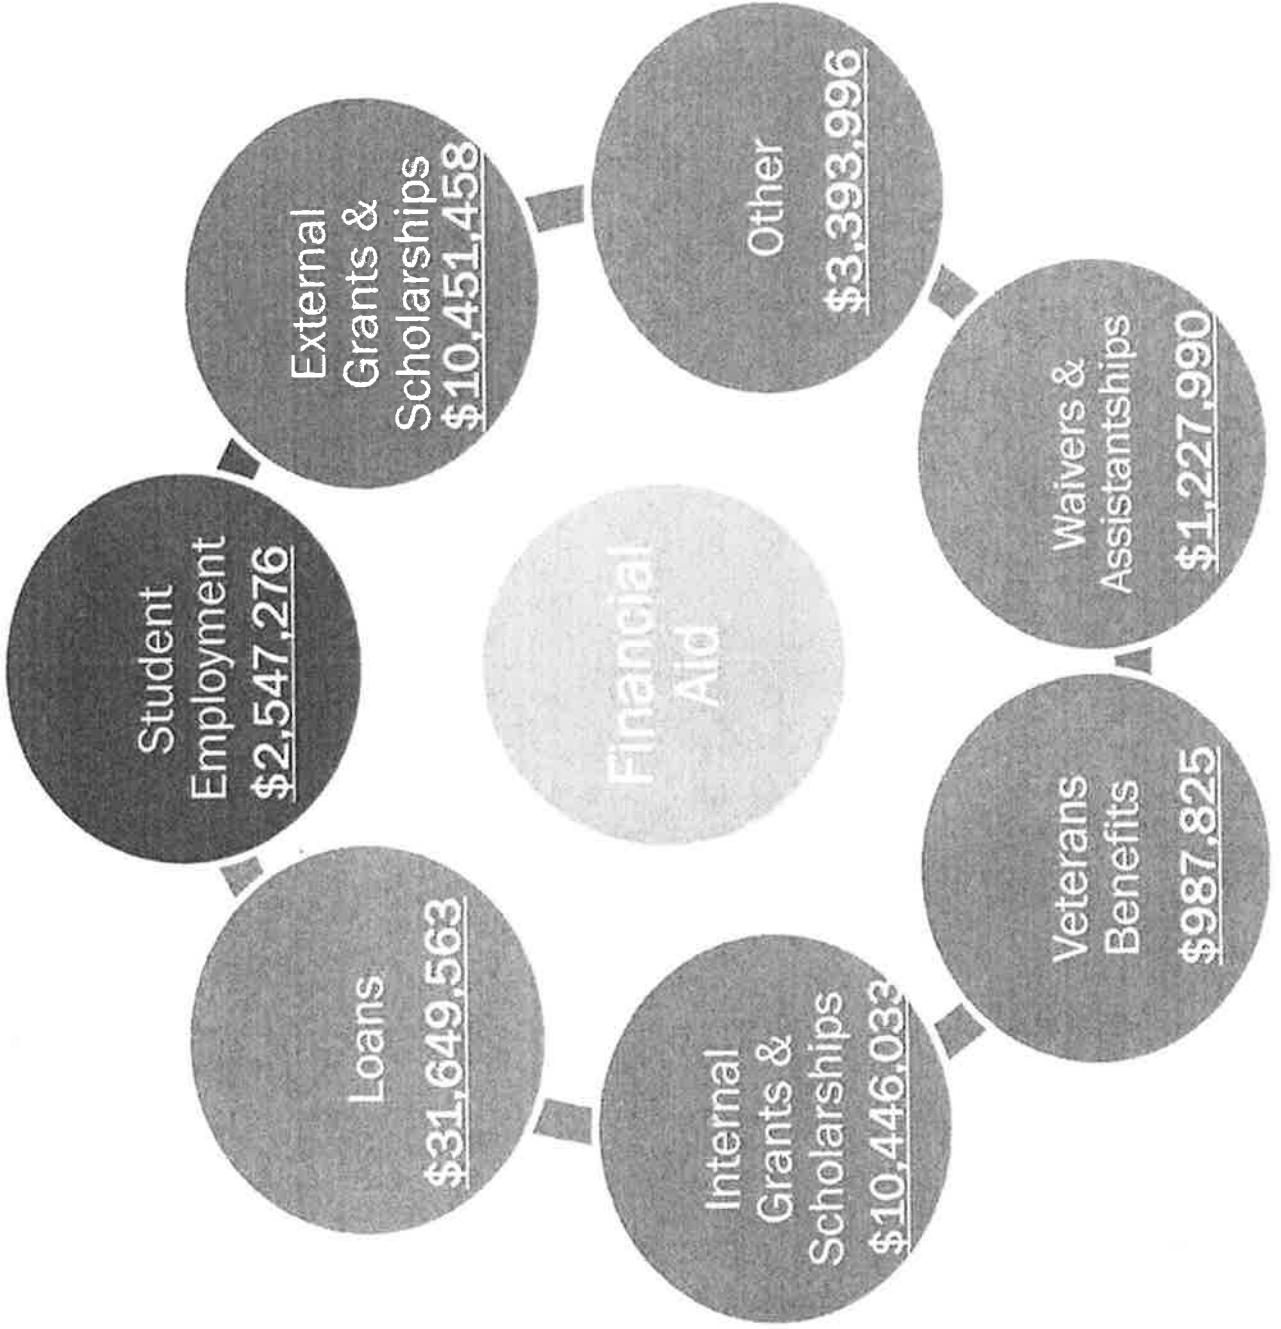 Student
Employment
$2,547,276
External
Grants &
Scholarships
$10,451,458
Other
$3,393,996
Waivers &
Assistantships
$1,227,990
Veterans
Benefits
$987,825
Internal
Grants &
Scholarships
$10,446,033
Loans
$31,649,563
Financial
Aid